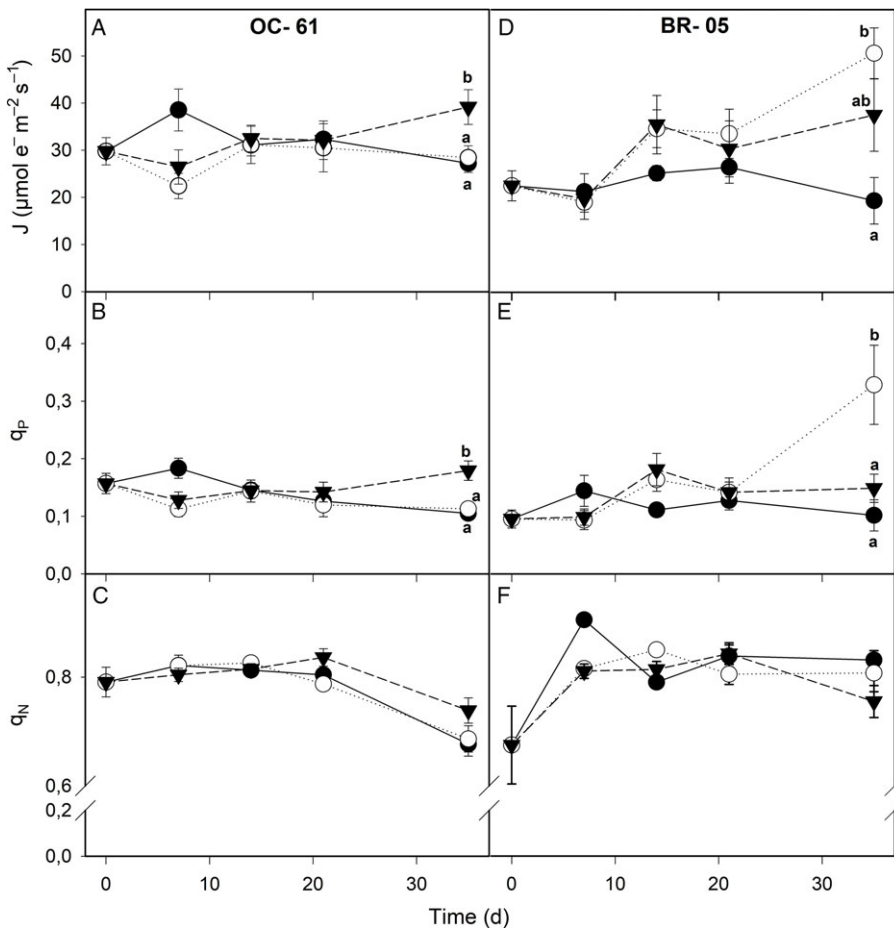 A OC- 61
D BR- 05
50
40
30
20
10
0
J (µmol e⁻ m⁻² s⁻¹)
b
a
a
b
ab
a
B
E
0,4
0,3
0,2
0,1
0,0
qP
b
a
a
b
a
a
C
F
0,8
0,6
0,2
0,0
qN
0 10 20 30
0 10 20 30
Time (d)